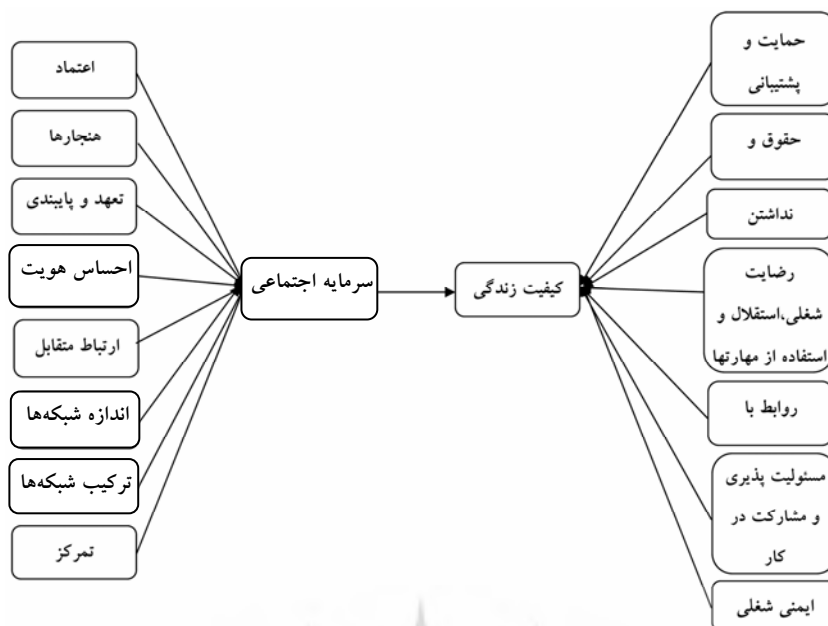 حمایت و
پشتیبانی
حقوق و
نداشتن
رضایت
شغلی،استقلال و
استفاده از مهارتها
روابط با
مسئولیت پذیری
و مشارکت در
کار
ایمنی شغلی
کیفیت زندگی
سرمایه اجتماعی
اعتماد
هنجارها
تعهد و پایبندی
احساس هویت
ارتباط متقابل
اندازه شبکه‌ها
ترکیب شبکه‌ها
تمرکز